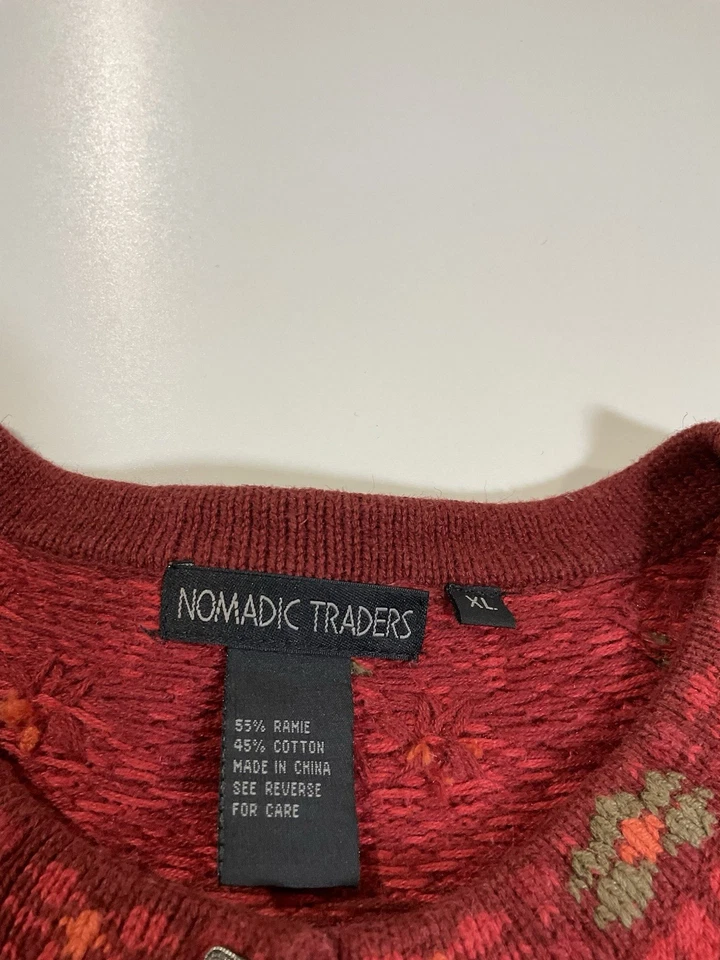 NOMADIC TRADERS
XL
55% RAMIE
45% COTTON
MADE IN CHINA
SEE REVERSE
FOR CARE